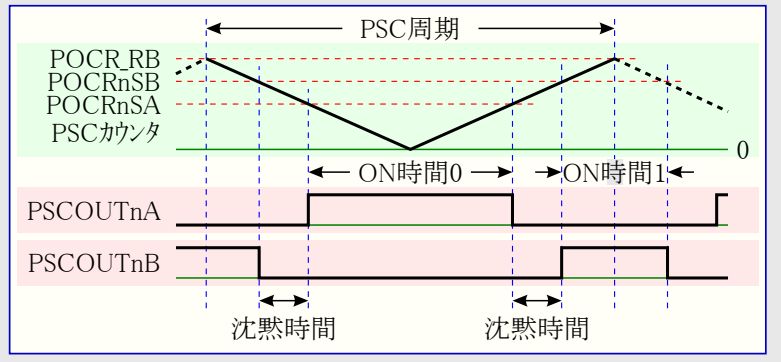 PSC周期
POCR_RB
POCRnSB
POCRnSA
PSCカウンタ
0
ON時間0
ON時間1
PSCOUTnA
PSCOUTnB
沈黙時間
沈黙時間